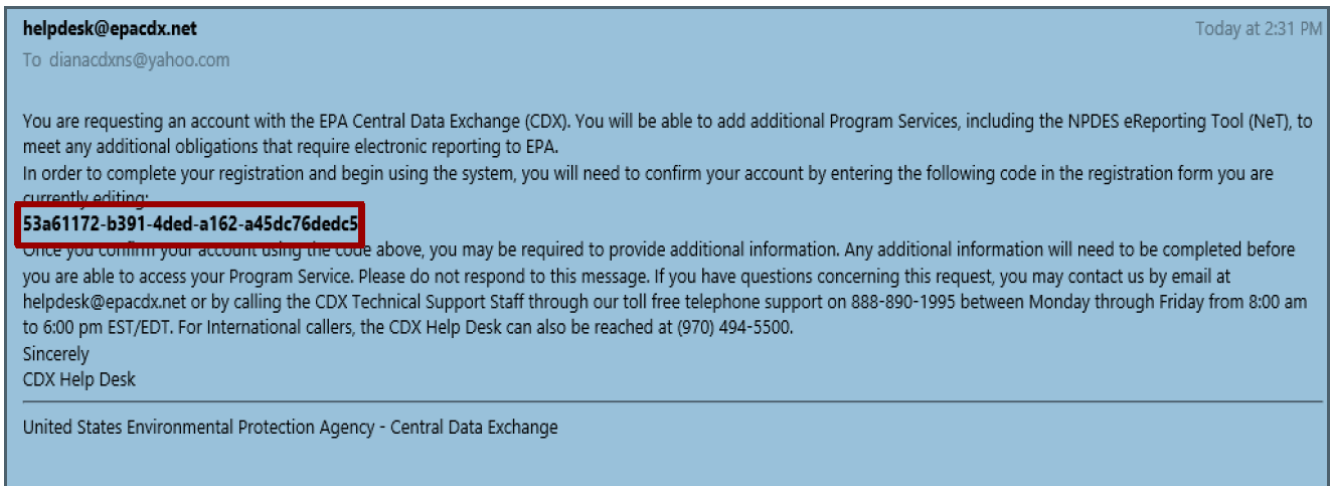 helpdesk@epacdx.net Today at 2:31 PM
To dianacdxns@yahoo.com
You are requesting an account with the EPA Central Data Exchange (CDX). You will be able to add additional Program Services, including the NPDES eReporting Tool (NeT), to
meet any additional obligations that require electronic reporting to EPA.
In order to complete your registration and begin using the system, you will need to confirm your account by entering the following code in the registration form you are
currently editing:
53a61172-b391-4ded-a162-a45dc76dedc5
Once you confirm your account using the code above, you may be required to provide additional information. Any additional information will need to be completed before
you are able to access your Program Service. Please do not respond to this message. If you have questions concerning this request, you may contact us by email at
helpdesk@epacdx.net or by calling the CDX Technical Support Staff through our toll free telephone support on 888-890-1995 between Monday through Friday from 8:00 am
to 6:00 pm EST/EDT. For International callers, the CDX Help Desk can also be reached at (970) 494-5500.
Sincerely
CDX Help Desk
United States Environmental Protection Agency - Central Data Exchange